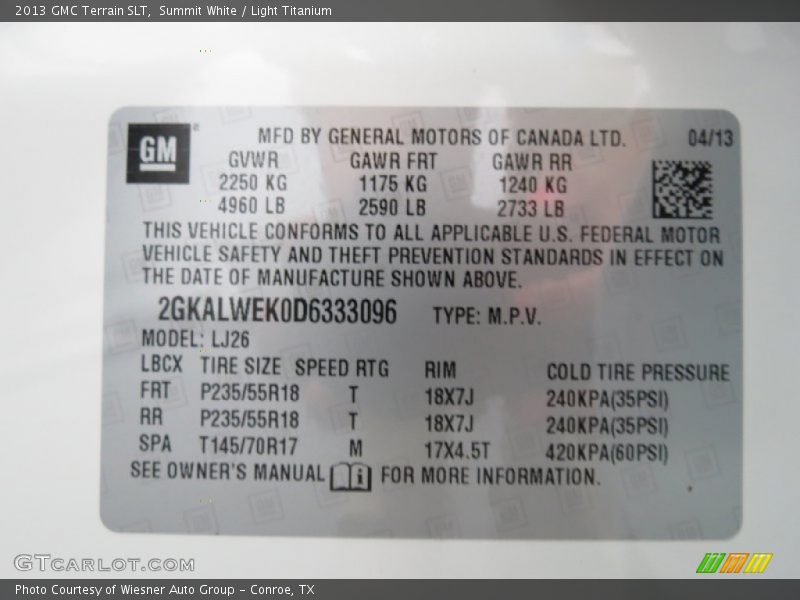 2013 GMC Terrain SLT,  Summit White / Light Titanium
GM
MFD BY GENERAL MOTORS OF CANADA LTD. 04/13
GVWR GAWR FRT GAWR RR
2250 KG 1175 KG 1240 KG
4960 LB 2590 LB 2733 LB
THIS VEHICLE CONFORMS TO ALL APPLICABLE U.S. FEDERAL MOTOR
VEHICLE SAFETY AND THEFT PREVENTION STANDARDS IN EFFECT ON
THE DATE OF MANUFACTURE SHOWN ABOVE.
2GKALWEK0D6333096 TYPE: M.P.V.
MODEL: LJ26
LBCX TIRE SIZE SPEED RTG RIM COLD TIRE PRESSURE
FRT P235/55R18 T 18X7J 240KPA(35PSI)
RR P235/55R18 T 18X7J 240KPA(35PSI)
SPA T145/70R17 M 17X4.5T 420KPA(60PSI)
SEE OWNER'S MANUAL i FOR MORE INFORMATION.
GTCARLOT.COM
Photo Courtesy of Wiesner Auto Group - Conroe, TX